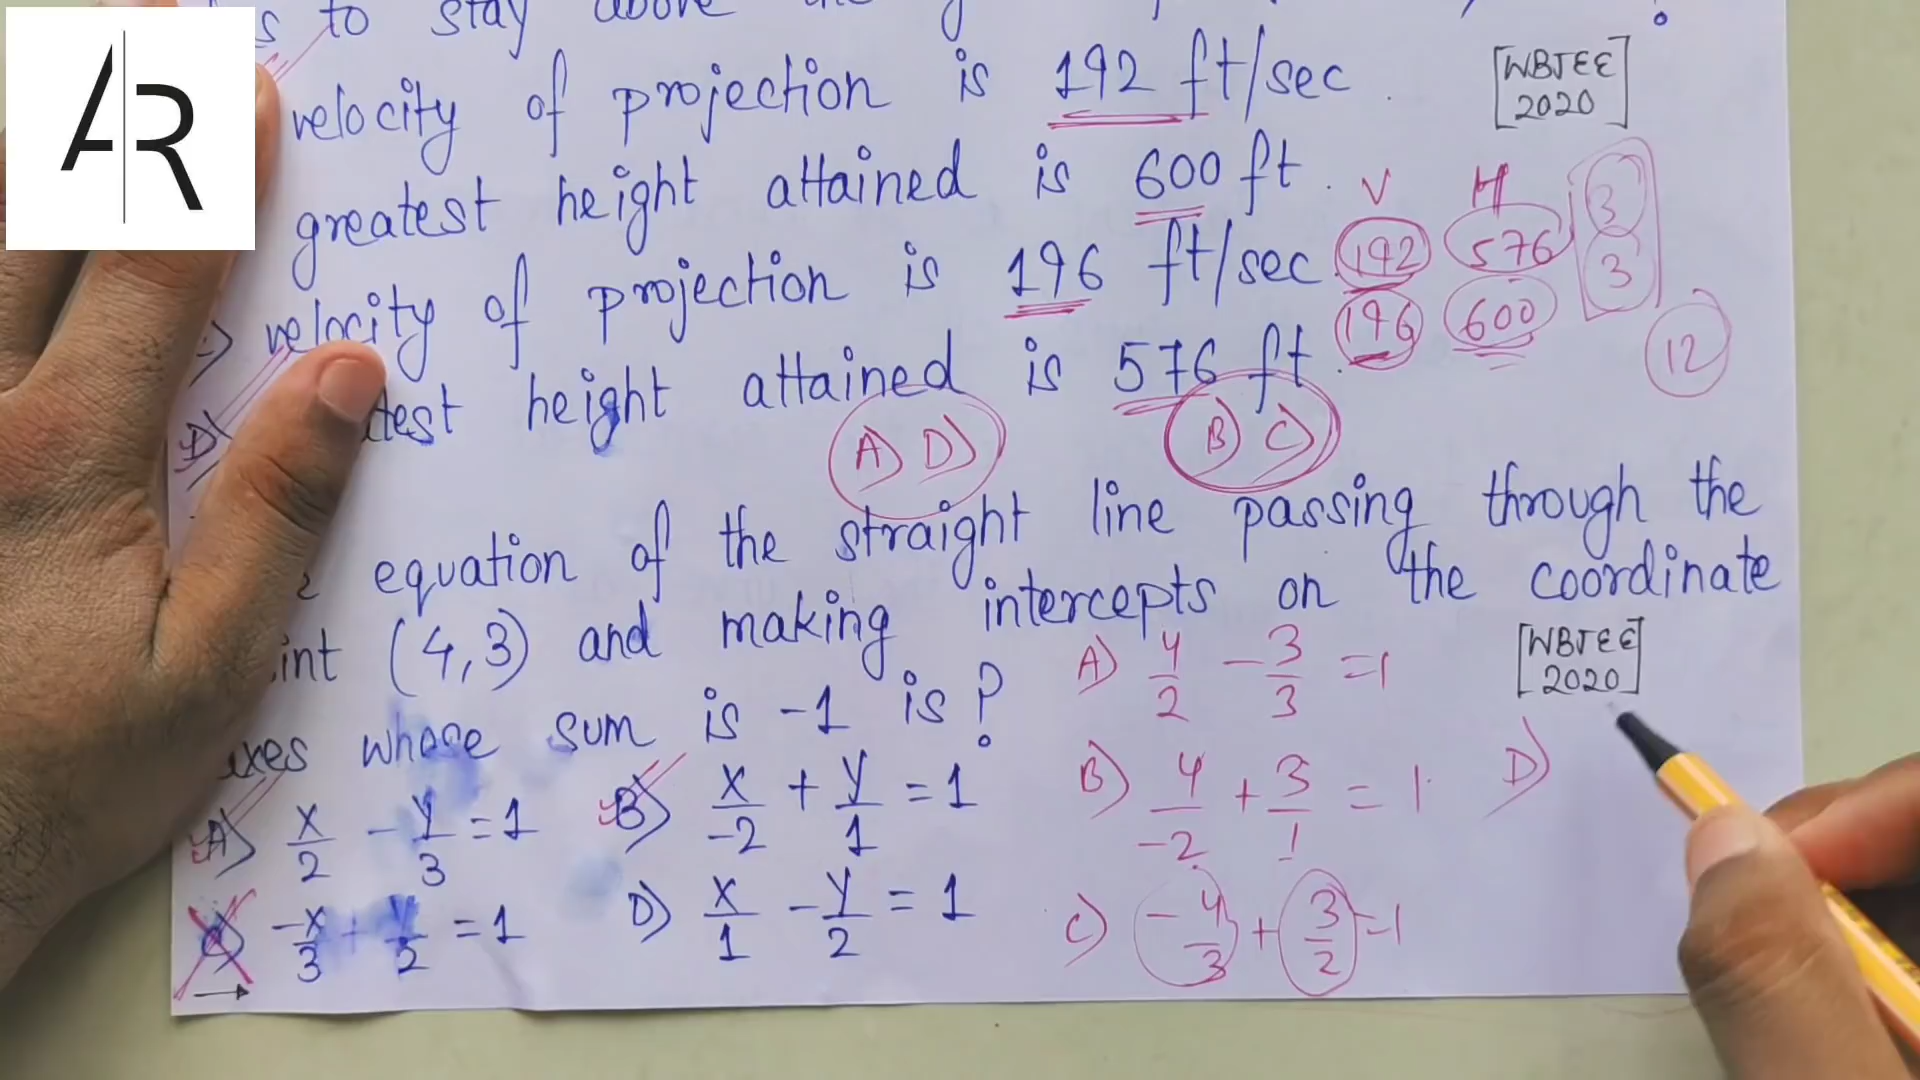 AR
s to stay above the
velocity of projection is 192 ft/sec.
[WBJEE
2020]
greatest height attained is 600 ft.
V H
velocity of projection is 196 ft/sec
192 576 3
3
196 600
12
D) test height attained is 576 ft.
A) D) B) C)
equation of the straight line passing through the
int (4,3) and making intercepts on the coordinate
axes whose sum is -1 is?
[WBJEE
2020]
A) x/2 - y/3 = 1 B) x/-2 + y/1 = 1
C) -x/3 + y/2 = 1 D) x/1 - y/2 = 1
A) 4/2 - 3/3 = 1
B) 4/-2 + 3/1 = 1
C) -4/3 + 3/2 = 1
D)